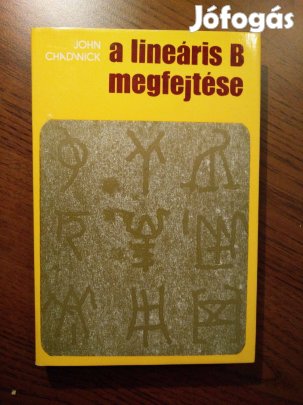 Jófogás
JOHN
CHADWICK
a lineáris B
megfejtése